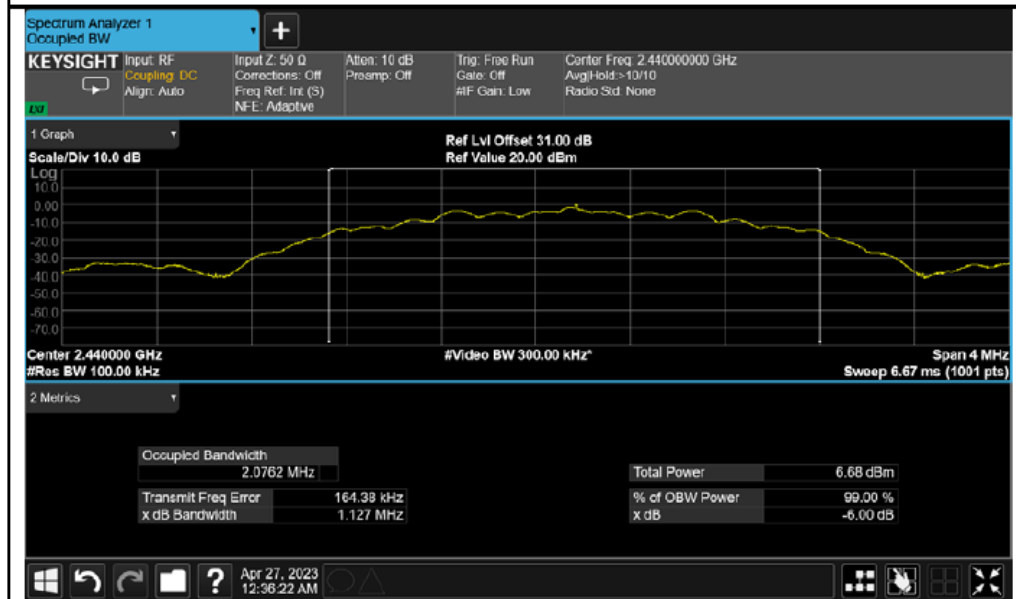 Spectrum Analyzer 1
Occupied BW
+
KEYSIGHT Input: RF Input Z: 50 Ω Atten: 10 dB Trig: Free Run Center Freq: 2.440000000 GHz
Coupling: DC Corrections: Off Preamp: Off Gate: Off Avg|Hold:>10/10
Align: Auto Freq Ref: Int (S) #IF Gain: Low Radio Std: None
LXI NFE: Adaptive
1 Graph
Ref Lvl Offset 31.00 dB
Scale/Div 10.0 dB Ref Value 20.00 dBm
Log
10.0
0.00
-10.0
-20.0
-30.0
-40.0
-50.0
-60.0
-70.0
Center 2.440000 GHz #Video BW 300.00 kHz* Span 4 MHz
#Res BW 100.00 kHz Sweep 6.67 ms (1001 pts)
2 Metrics
Occupied Bandwidth
2.0762 MHz Total Power 6.68 dBm
Transmit Freq Error 164.38 kHz % of OBW Power 99.00 %
x dB Bandwidth 1.127 MHz x dB -6.00 dB
? Apr 27, 2023
12:36:22 AM